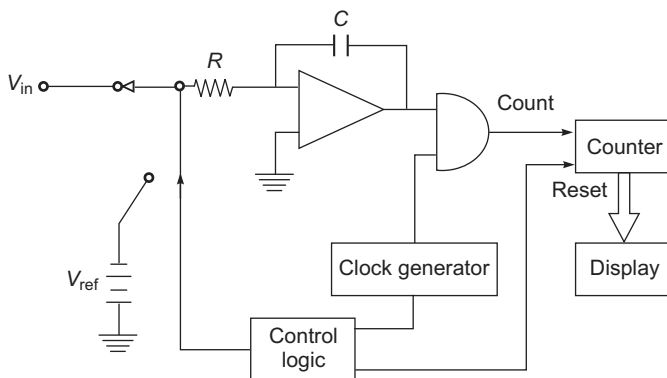 C
R
V_in
Count
Counter
Reset
V_ref
Clock generator
Display
Control
logic